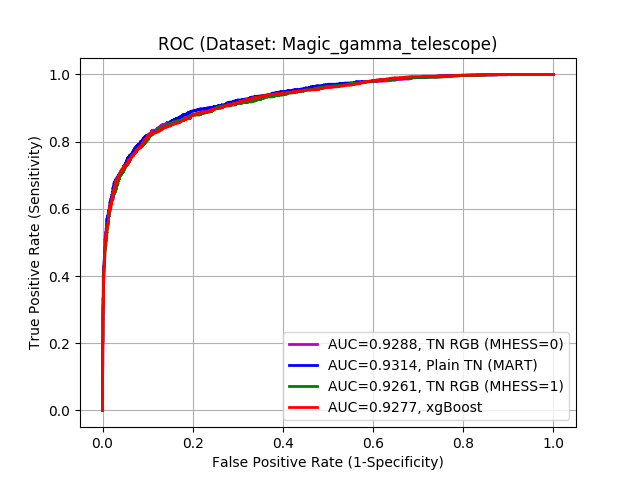 ROC (Dataset: Magic_gamma_telescope)
True Positive Rate (Sensitivity)
1.0
0.8
0.6
0.4
0.2
0.0
AUC=0.9288, TN RGB (MHESS=0)
AUC=0.9314, Plain TN (MART)
AUC=0.9261, TN RGB (MHESS=1)
AUC=0.9277, xgBoost
0.0 0.2 0.4 0.6 0.8 1.0
False Positive Rate (1-Specificity)